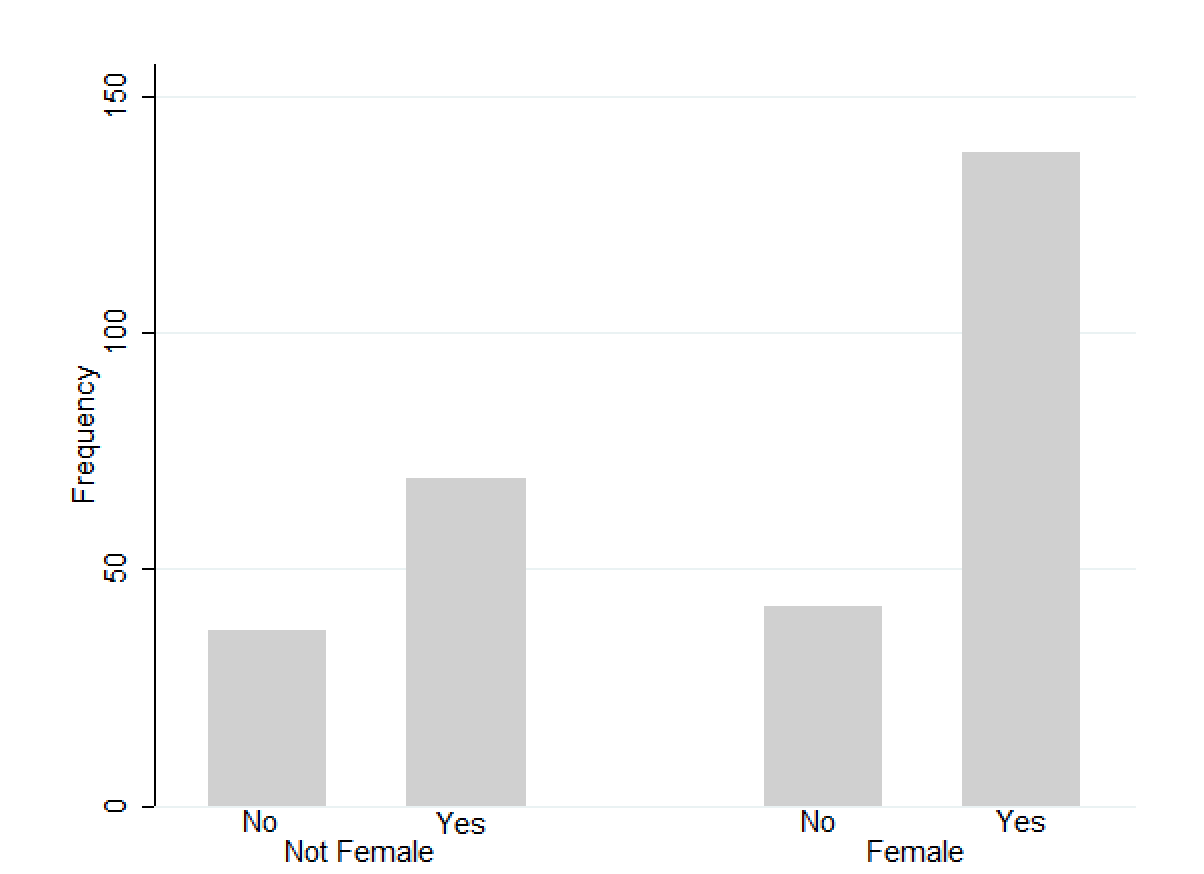 150
100
50
0
Frequency
No Yes No Yes
Not Female Female